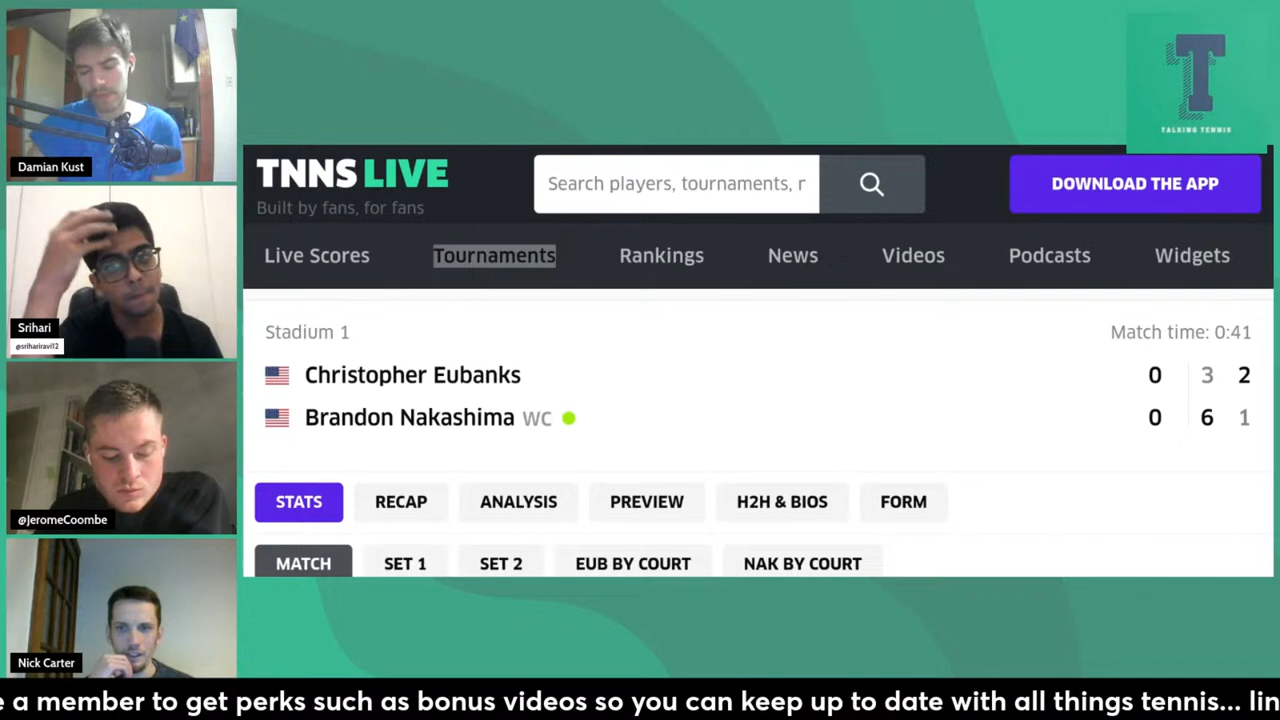 T
TALKING TENNIS
Damian Kust
Srihari
@srihariravi12
@JeromeCoombe
Nick Carter
TNNS LIVE
Built by fans, for fans
Search players, tournaments, r
DOWNLOAD THE APP
Live Scores Tournaments Rankings News Videos Podcasts Widgets
Stadium 1 Match time: 0:41
Christopher Eubanks 0 3 2
Brandon Nakashima WC 0 6 1
STATS RECAP ANALYSIS PREVIEW H2H & BIOS FORM
MATCH SET 1 SET 2 EUB BY COURT NAK BY COURT
e a member to get perks such as bonus videos so you can keep up to date with all things tennis... lin